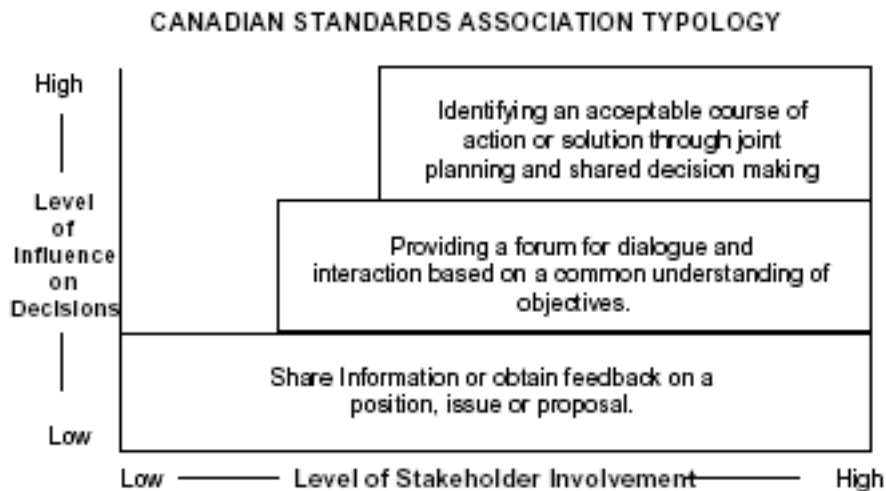 CANADIAN STANDARDS ASSOCIATION TYPOLOGY
High
Identifying an acceptable course of
action or solution through joint
planning and shared decision making
Level
of
Influence
on
Decisions
Providing a forum for dialogue and
interaction based on a common understanding of
objectives.
Share Information or obtain feedback on a
position, issue or proposal.
Low
Low Level of Stakeholder Involvement High